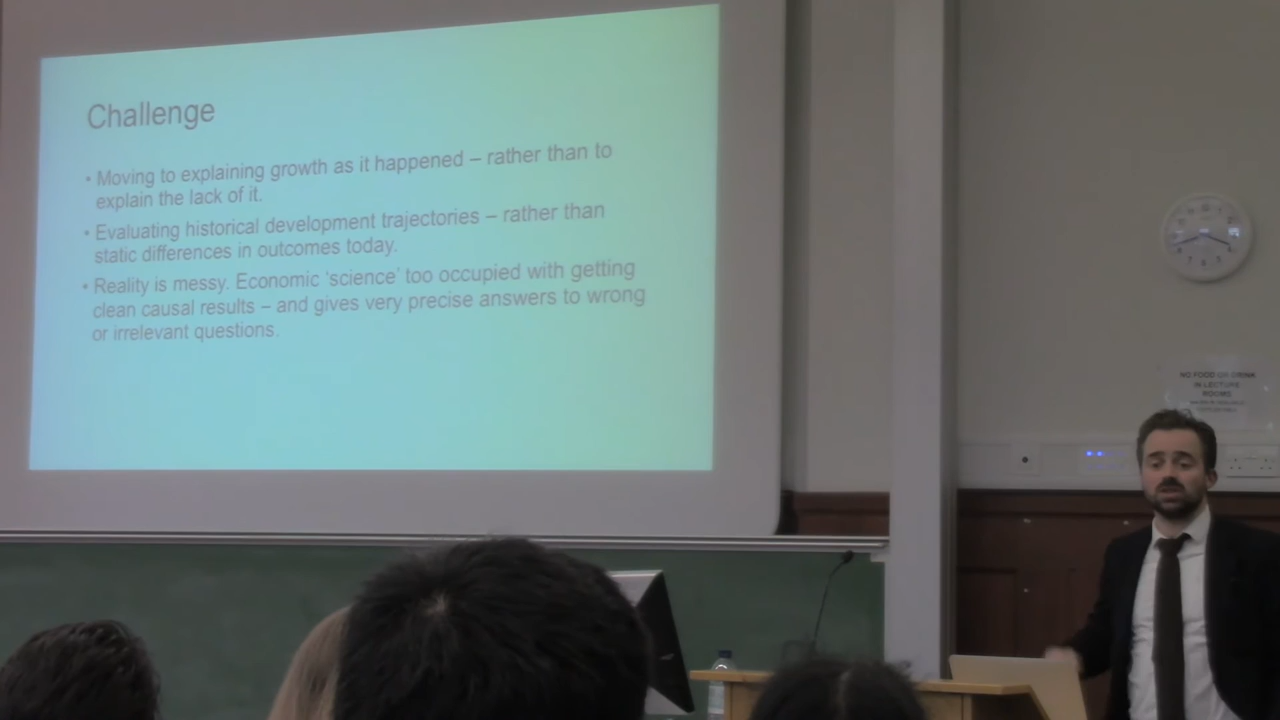 Challenge
• Moving to explaining growth as it happened – rather than to
explain the lack of it.
• Evaluating historical development trajectories – rather than
static differences in outcomes today.
• Reality is messy. Economic ‘science’ too occupied with getting
clean causal results – and gives very precise answers to wrong
or irrelevant questions.
NO FOOD OR DRINK
IN LECTURE
ROOMS